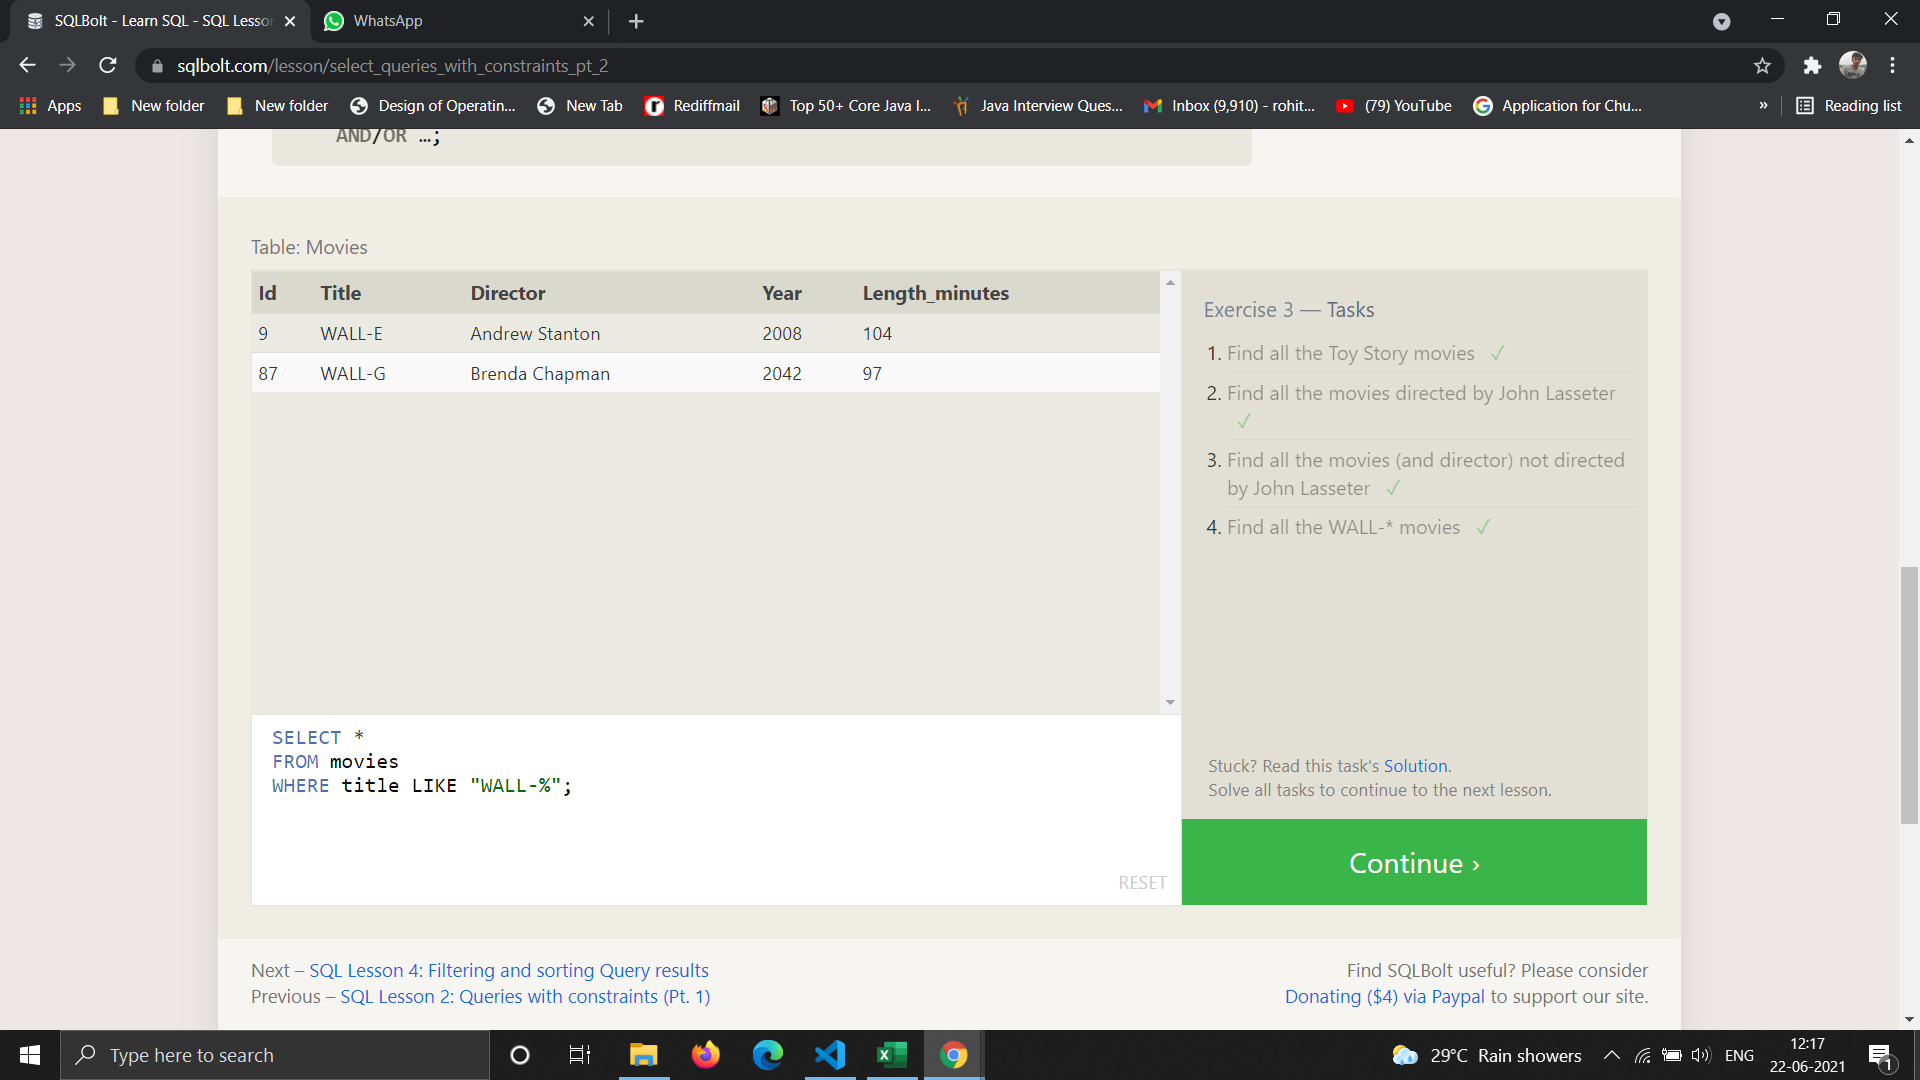 SQLBolt - Learn SQL - SQL Lesso
WhatsApp
sqlbolt.com/lesson/select_queries_with_constraints_pt_2
Apps
New folder
New folder
Design of Operatin...
New Tab
Rediffmail
Top 50+ Core Java I...
Java Interview Ques...
Inbox (9,910) - rohit...
(79) YouTube
Application for Chu...
»
Reading list
AND/OR …;
Table: Movies
Id Title Director Year Length_minutes
9 WALL-E Andrew Stanton 2008 104
87 WALL-G Brenda Chapman 2042 97
Exercise 3 — Tasks
1. Find all the Toy Story movies ✓
2. Find all the movies directed by John Lasseter
✓
3. Find all the movies (and director) not directed
by John Lasseter ✓
4. Find all the WALL-* movies ✓
SELECT *
FROM movies
WHERE title LIKE "WALL-%";
RESET
Stuck? Read this task's Solution.
Solve all tasks to continue to the next lesson.
Continue ›
Next – SQL Lesson 4: Filtering and sorting Query results
Previous – SQL Lesson 2: Queries with constraints (Pt. 1)
Find SQLBolt useful? Please consider
Donating ($4) via Paypal to support our site.
Type here to search
29°C Rain showers
ENG
12:17
22-06-2021
1